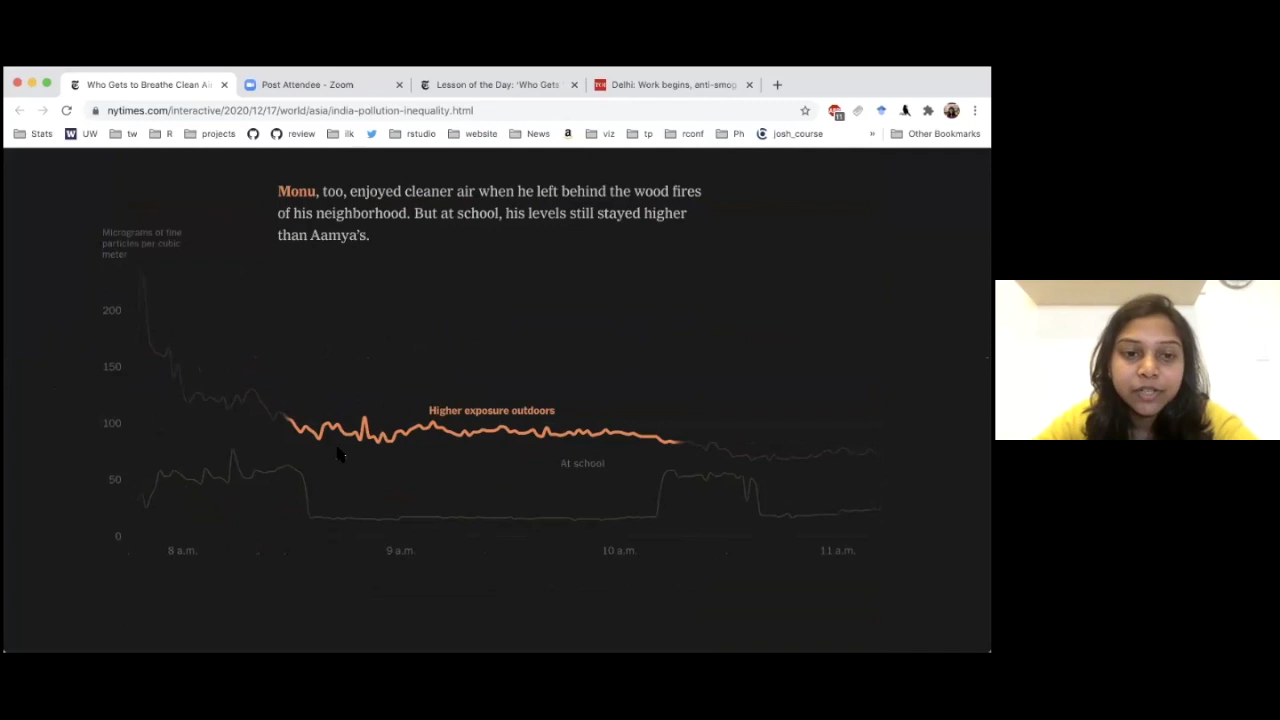 Who Gets to Breathe Clean Ai
Post Attendee - Zoom
Lesson of the Day: 'Who Gets
Delhi: Work begins, anti-smog
nytimes.com/interactive/2020/12/17/world/asia/india-pollution-inequality.html
Stats UW tw R projects review ilk rstudio website News viz tp rconf Ph josh_course » Other Bookmarks
Monu, too, enjoyed cleaner air when he left behind the wood fires
of his neighborhood. But at school, his levels still stayed higher
than Aamya's.
Micrograms of fine
particles per cubic
meter
200
150
100
Higher exposure outdoors
At school
50
0
8 a.m. 9 a.m. 10 a.m. 11 a.m.